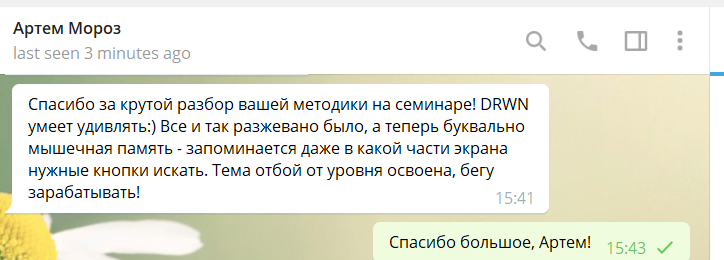 Артем Мороз
last seen 3 minutes ago
Спасибо за крутой разбор вашей методики на семинаре! DRWN
умеет удивлять:) Все и так разжевано было, а теперь буквально
мышечная память - запоминается даже в какой части экрана
нужные кнопки искать. Тема отбой от уровня освоена, бегу
зарабатывать!
15:41
Спасибо большое, Артем! 15:43